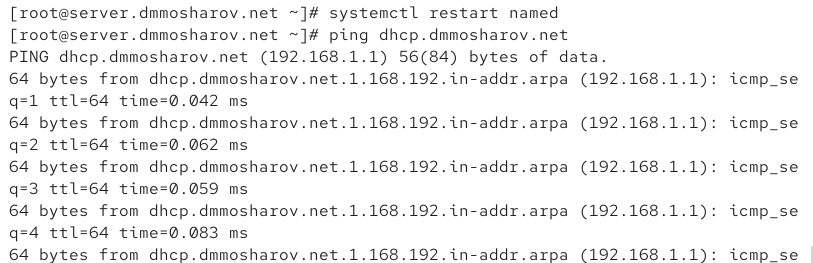 [root@server.dmmosharov.net ~]# systemctl restart named
[root@server.dmmosharov.net ~]# ping dhcp.dmmosharov.net
PING dhcp.dmmosharov.net (192.168.1.1) 56(84) bytes of data.
64 bytes from dhcp.dmmosharov.net.1.168.192.in-addr.arpa (192.168.1.1): icmp_se
q=1 ttl=64 time=0.042 ms
64 bytes from dhcp.dmmosharov.net.1.168.192.in-addr.arpa (192.168.1.1): icmp_se
q=2 ttl=64 time=0.062 ms
64 bytes from dhcp.dmmosharov.net.1.168.192.in-addr.arpa (192.168.1.1): icmp_se
q=3 ttl=64 time=0.059 ms
64 bytes from dhcp.dmmosharov.net.1.168.192.in-addr.arpa (192.168.1.1): icmp_se
q=4 ttl=64 time=0.083 ms
64 bytes from dhcp.dmmosharov.net.1.168.192.in-addr.arpa (192.168.1.1): icmp_se